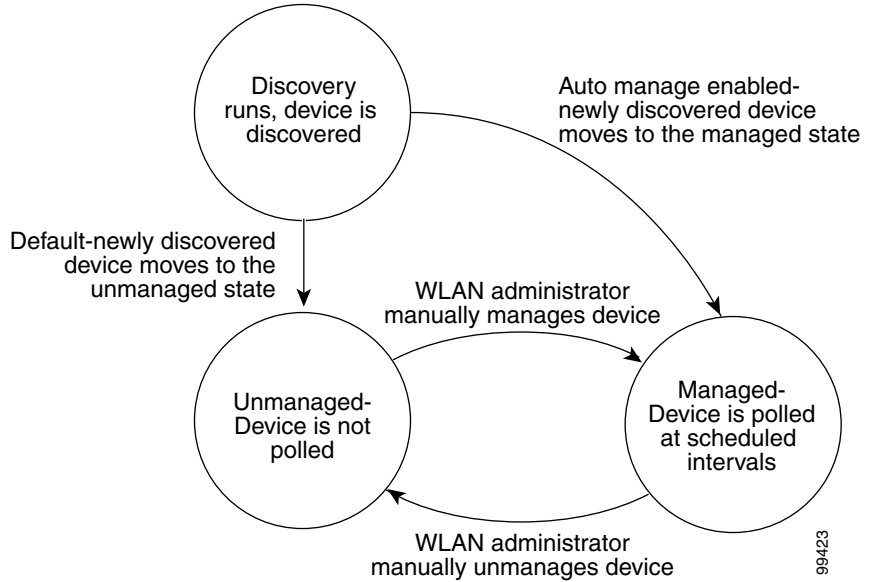 Discovery
runs, device is
discovered
Auto manage enabled-
newly discovered device
moves to the managed state
Default-newly discovered
device moves to the
unmanaged state
WLAN administrator
manually manages device
Unmanaged-
Device is not
polled
Managed-
Device is polled
at scheduled
intervals
WLAN administrator
manually unmanages device
99423